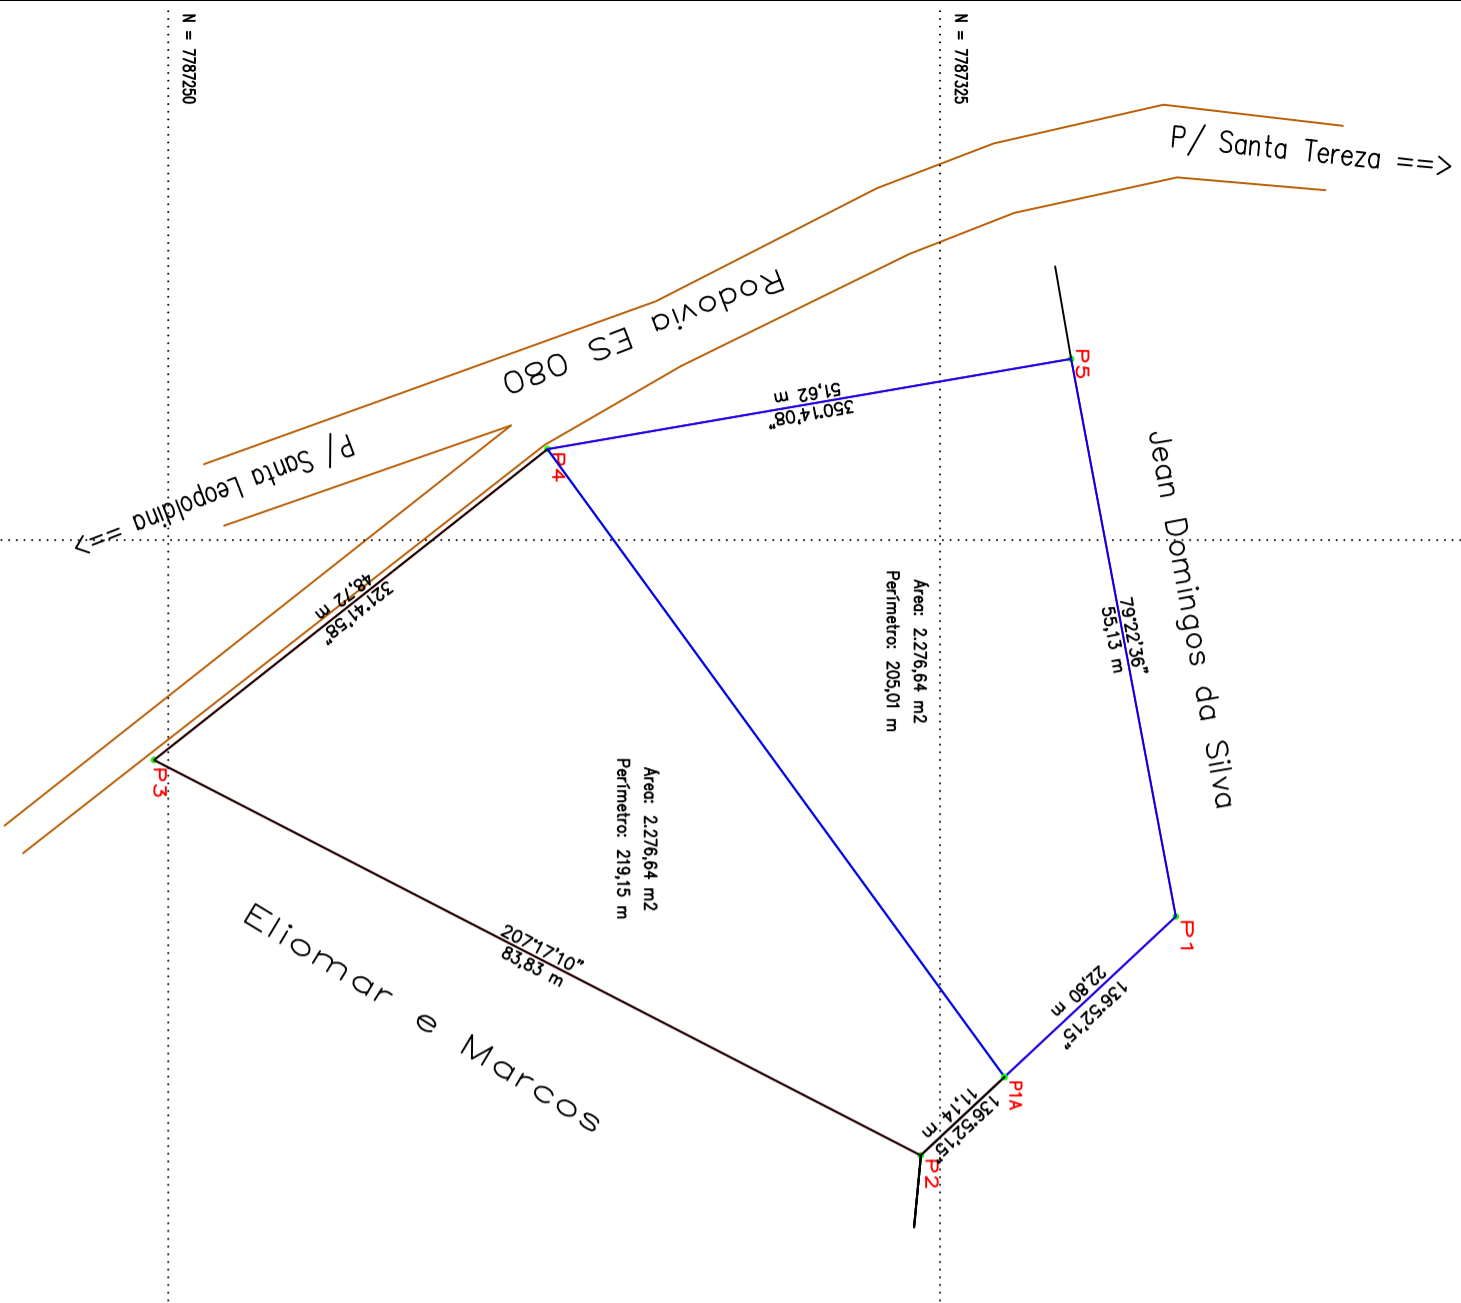 N = 7787250
N = 7787325
P/ Santa Tereza ==>
Rodovia ES 080
P/ Santa Leopoldina ==>
P5
51,62 m
350°14'08"
P4
Jean Domingos da Silva
48,72 m
321°41'58"
79°22'36"
55,13 m
Área: 2.276,64 m2
Perímetro: 205,01 m
P3
Área: 2.276,64 m2
Perímetro: 219,15 m
P1
207°17'10"
83,83 m
22,80 m
136°52'15"
Eliomar e Marcos
P1A
11,14 m
136°52'15"
P2